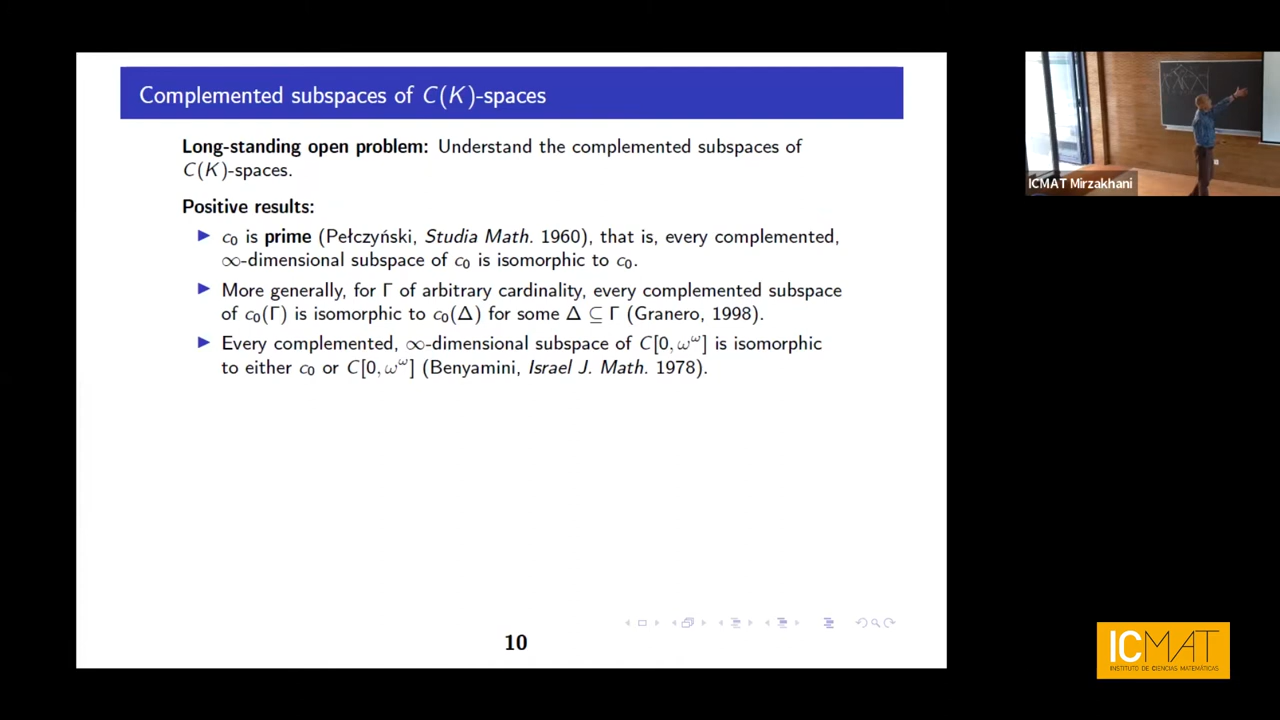 Complemented subspaces of C(K)-spaces
Long-standing open problem: Understand the complemented subspaces of
C(K)-spaces.
Positive results:
▶ c₀ is prime (Pełczyński, Studia Math. 1960), that is, every complemented,
∞-dimensional subspace of c₀ is isomorphic to c₀.
▶ More generally, for Γ of arbitrary cardinality, every complemented subspace
of c₀(Γ) is isomorphic to c₀(Δ) for some Δ ⊆ Γ (Granero, 1998).
▶ Every complemented, ∞-dimensional subspace of C[0, ω^ω] is isomorphic
to either c₀ or C[0, ω^ω] (Benyamini, Israel J. Math. 1978).
10
ICMAT Mirzakhani
ICMAT
INSTITUTO DE CIENCIAS MATEMÁTICAS